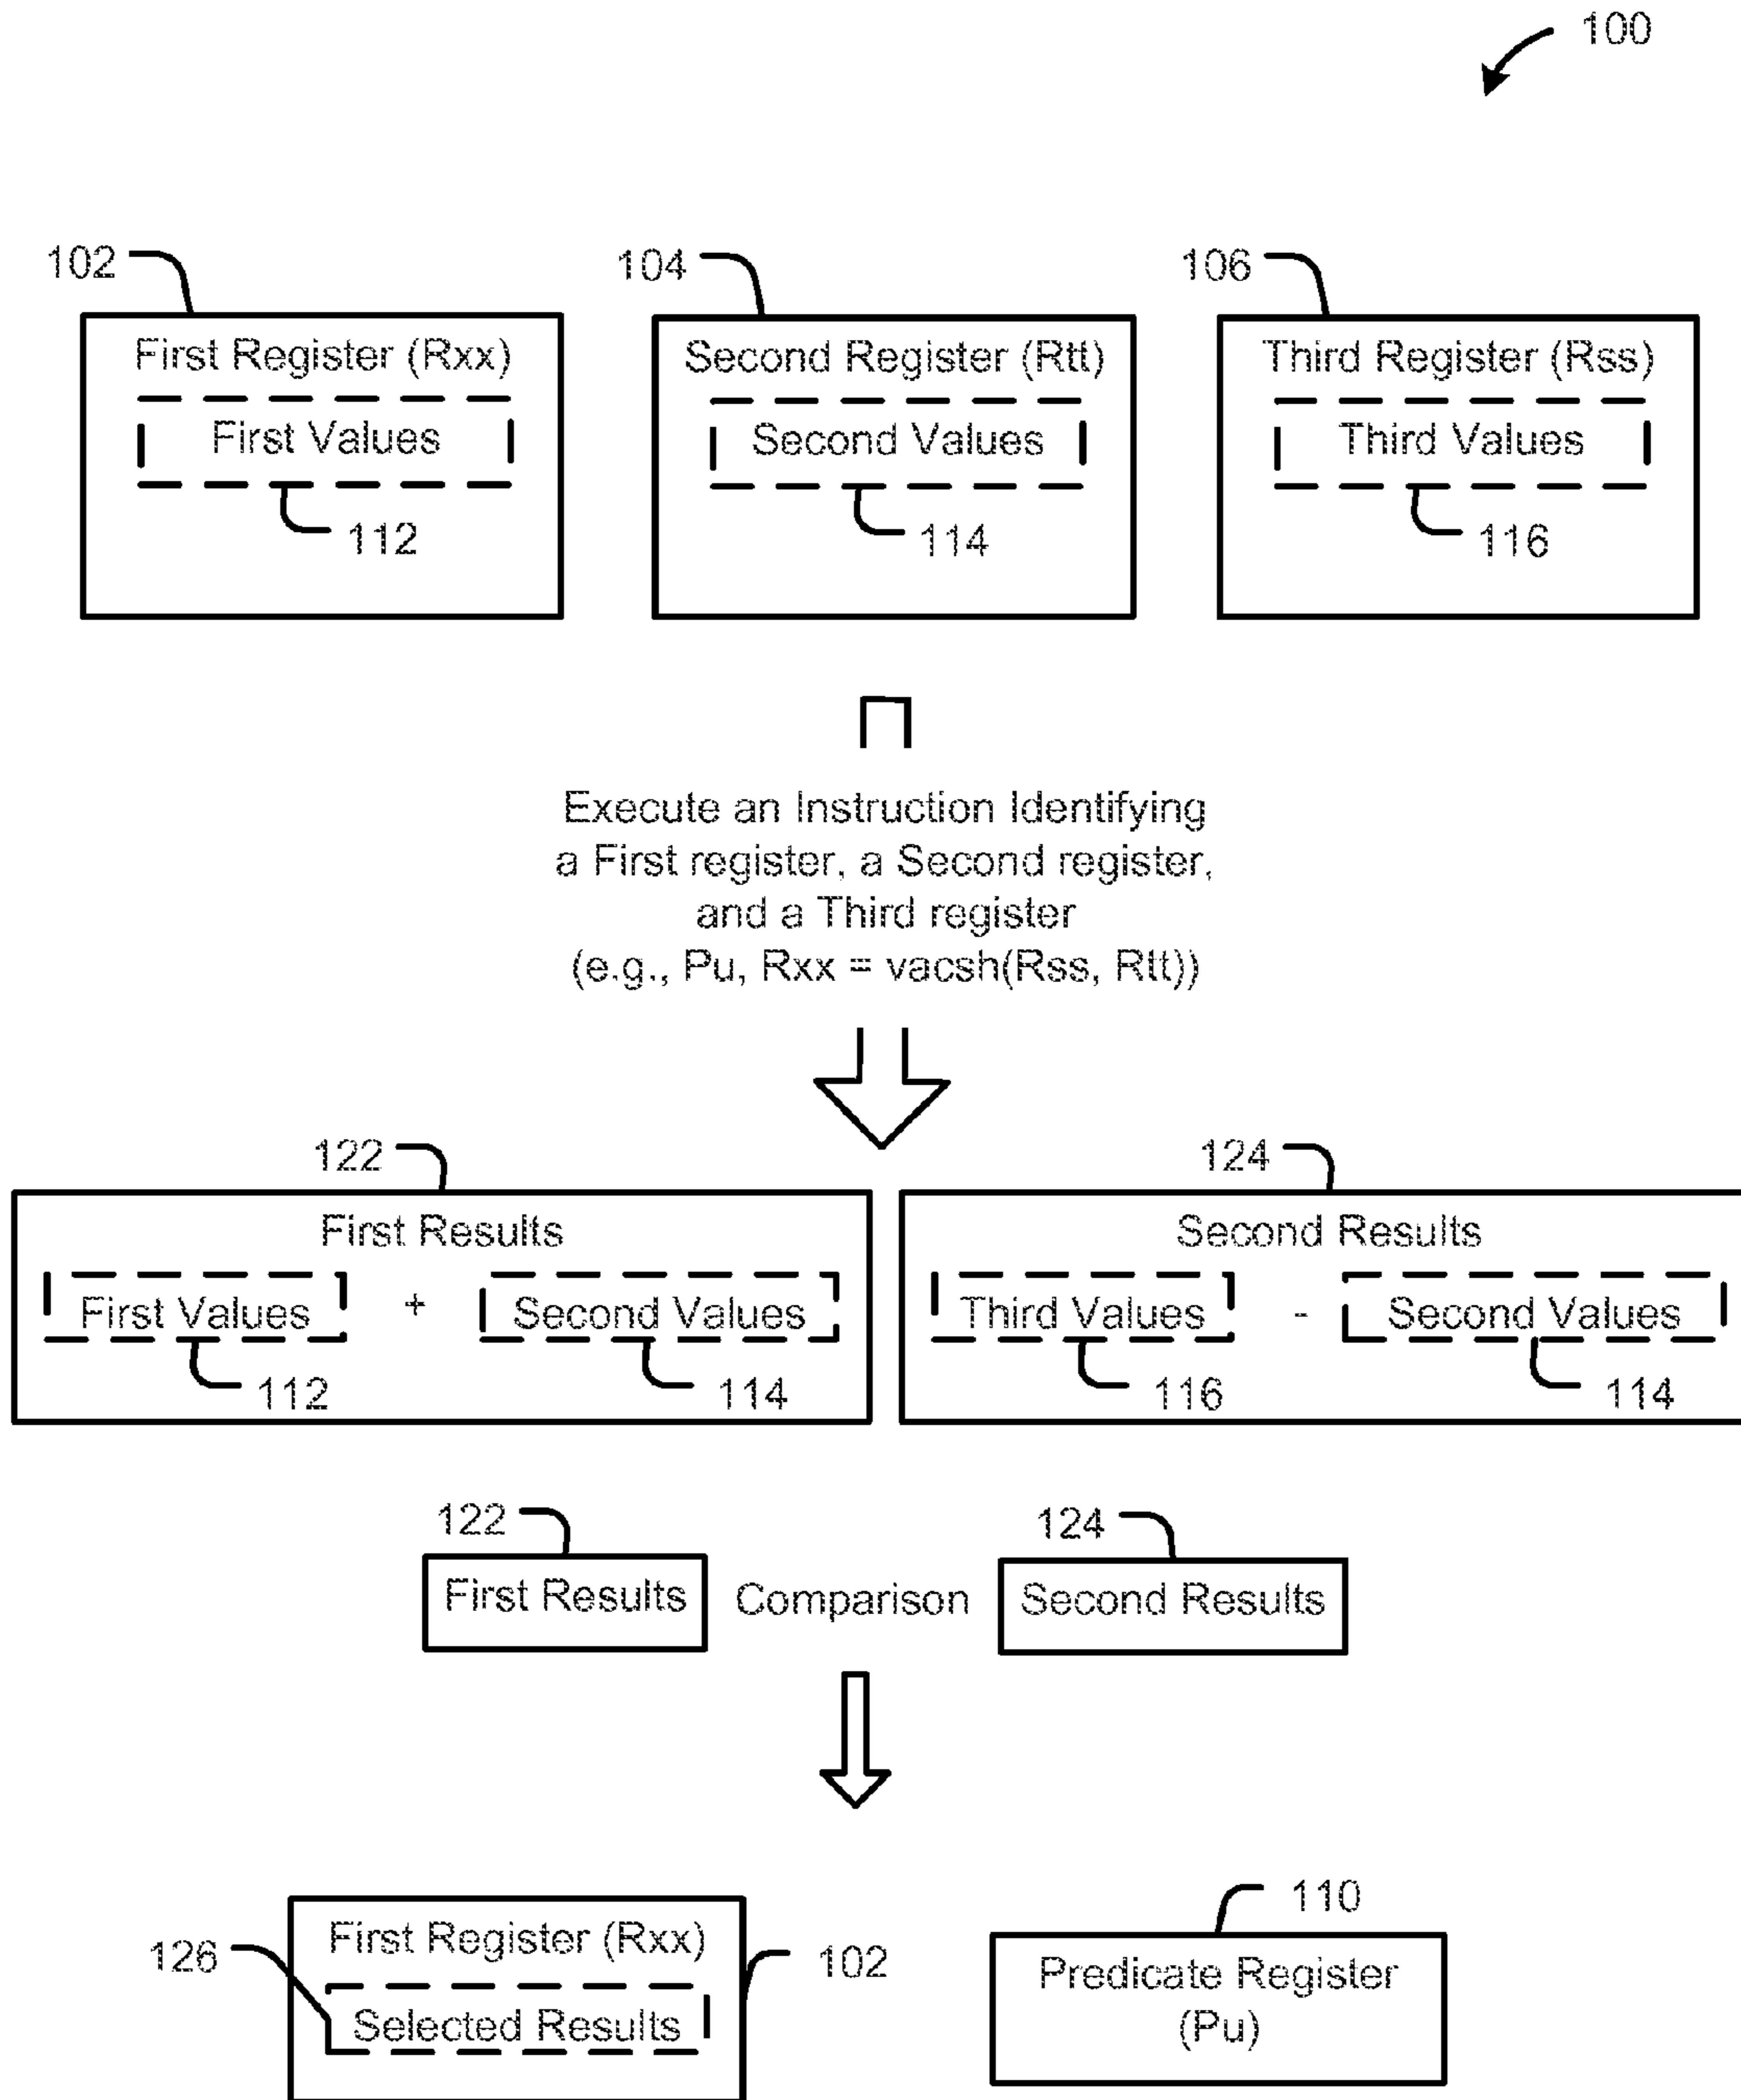 100
102
104
106
First Register (Rxx)
Second Register (Rtt)
Third Register (Rss)
First Values
Second Values
Third Values
112
114
116
Execute an Instruction Identifying
a First register, a Second register,
and a Third register
(e.g., Pu, Rxx = vacsh(Rss, Rtt))
122
124
First Results
Second Results
First Values + Second Values
Third Values - Second Values
112
114
116
114
122
124
First Results Comparison Second Results
110
126
First Register (Rxx)
102
Selected Results
Predicate Register
(Pu)